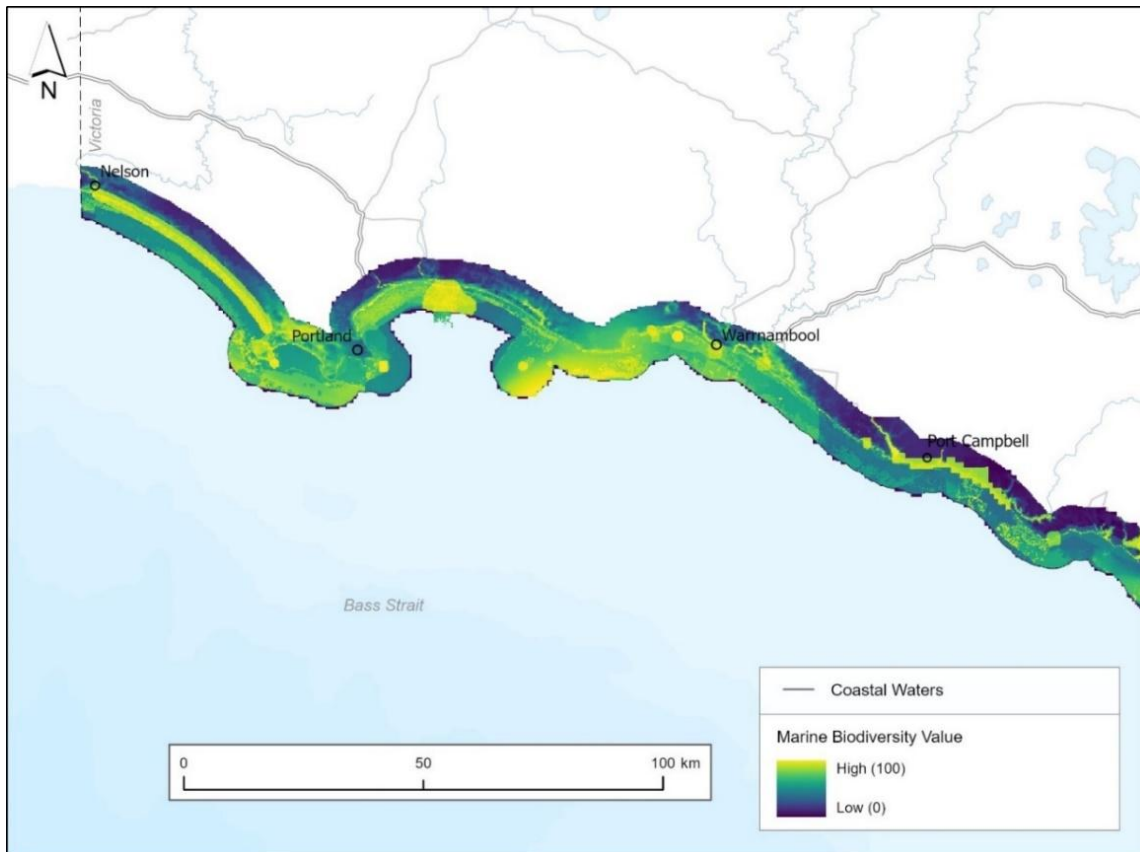 N
Victoria
Nelson
Portland
Warrnambool
Port Campbell
Bass Strait
Coastal Waters
Marine Biodiversity Value
High (100)
Low (0)
0 50 100 km